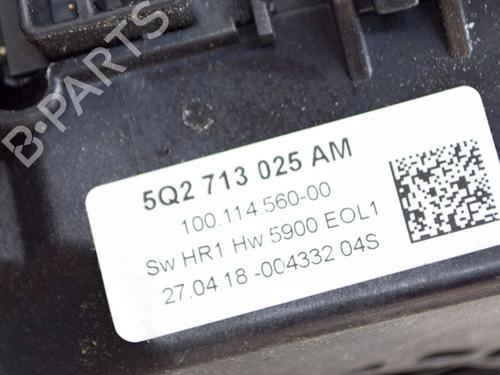 B-PARTS
5Q2 713 025 AM
100.114.560-00
Sw HR1 Hw 5900 EOL1
27.04.18 -004332 04S
B-PARTS